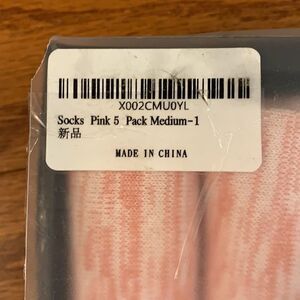 X002CMU0YL
Socks Pink 5 Pack Medium-1
新品
MADE IN CHINA